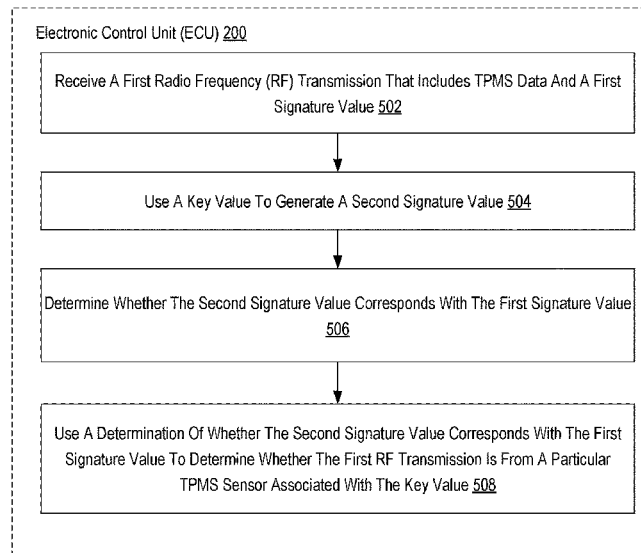 Electronic Control Unit (ECU) 200
Receive A First Radio Frequency (RF) Transmission That Includes TPMS Data And A First
Signature Value 502
Use A Key Value To Generate A Second Signature Value 504
Determine Whether The Second Signature Value Corresponds With The First Signature Value
506
Use A Determination Of Whether The Second Signature Value Corresponds With The First
Signature Value To Determine Whether The First RF Transmission Is From A Particular
TPMS Sensor Associated With The Key Value 508